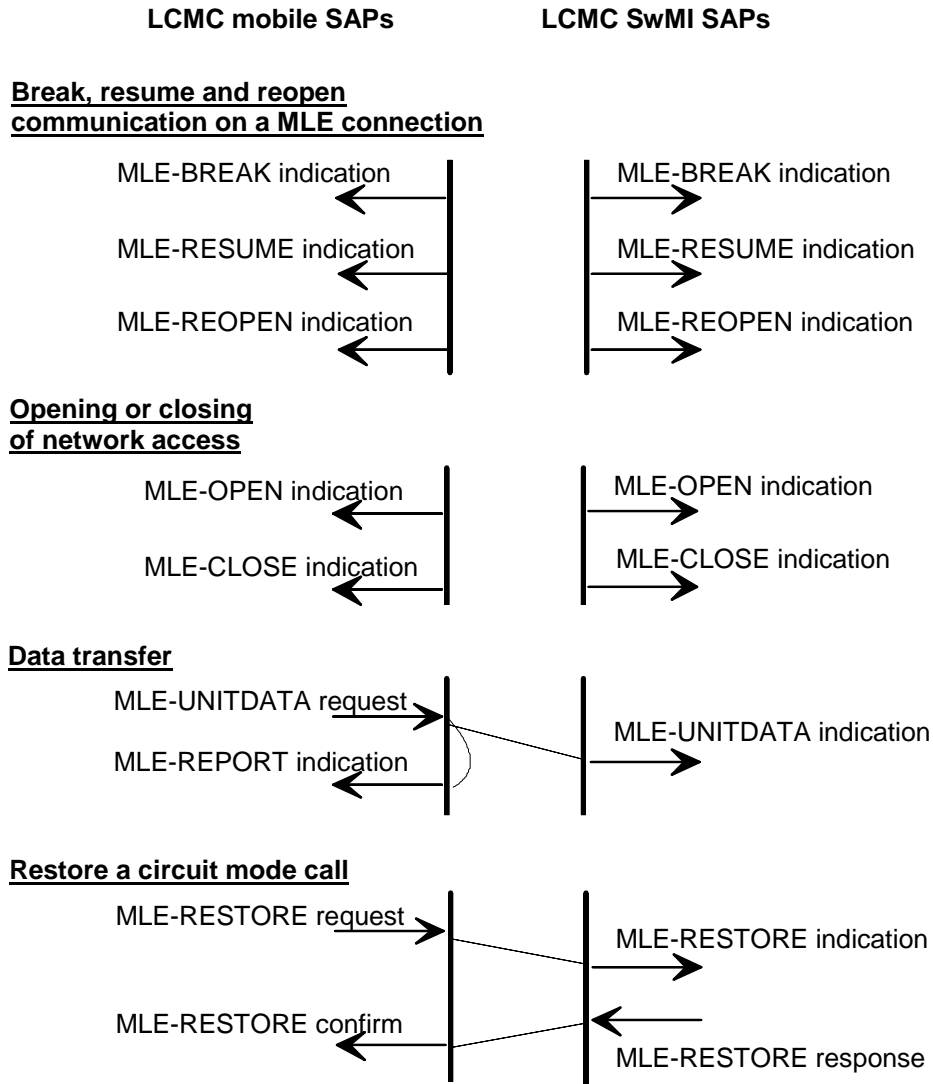 LCMC mobile SAPs LCMC SwMI SAPs
Break, resume and reopen
communication on a MLE connection
MLE-BREAK indication MLE-BREAK indication
MLE-RESUME indication MLE-RESUME indication
MLE-REOPEN indication MLE-REOPEN indication
Opening or closing
of network access
MLE-OPEN indication MLE-OPEN indication
MLE-CLOSE indication MLE-CLOSE indication
Data transfer
MLE-UNITDATA request
MLE-UNITDATA indication
MLE-REPORT indication
Restore a circuit mode call
MLE-RESTORE request
MLE-RESTORE indication
MLE-RESTORE confirm
MLE-RESTORE response